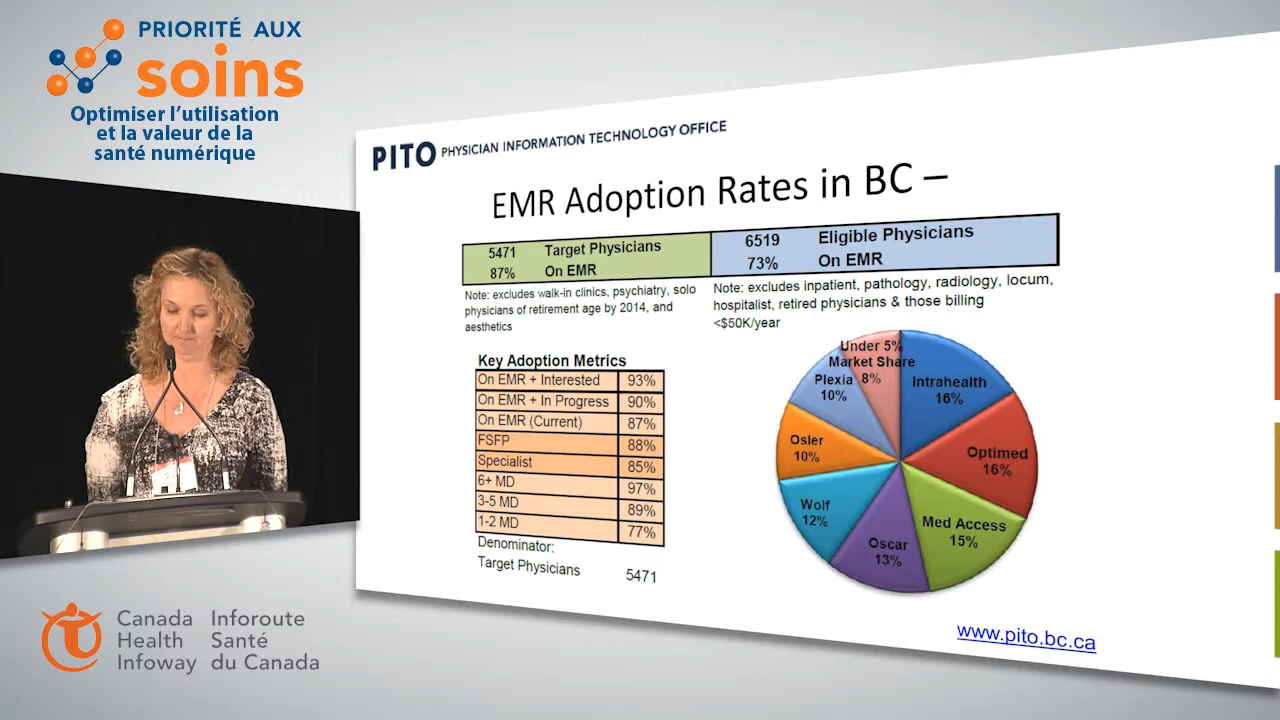 PRIORITÉ AUX
soins
Optimiser l'utilisation
et la valeur de la
santé numérique
PITO PHYSICIAN INFORMATION TECHNOLOGY OFFICE
EMR Adoption Rates in BC –
5471 Target Physicians
87% On EMR
6519 Eligible Physicians
73% On EMR
Note: excludes walk-in clinics, psychiatry, solo
physicians of retirement age by 2014, and
aesthetics
Note: excludes inpatient, pathology, radiology, locum,
hospitalist, retired physicians & those billing
<$50K/year
Key Adoption Metrics
On EMR + Interested 93%
On EMR + In Progress 90%
On EMR (Current) 87%
FSFP 88%
Specialist 85%
6+ MD 97%
3-5 MD 89%
1-2 MD 77%
Denominator:
Target Physicians 5471
Under 5%
Market Share
8%
Intrahealth
16%
Optimed
16%
Med Access
15%
Oscar
13%
Wolf
12%
Osler
10%
Plexia
10%
www.pito.bc.ca
Canada Inforoute
Health Santé
Infoway du Canada